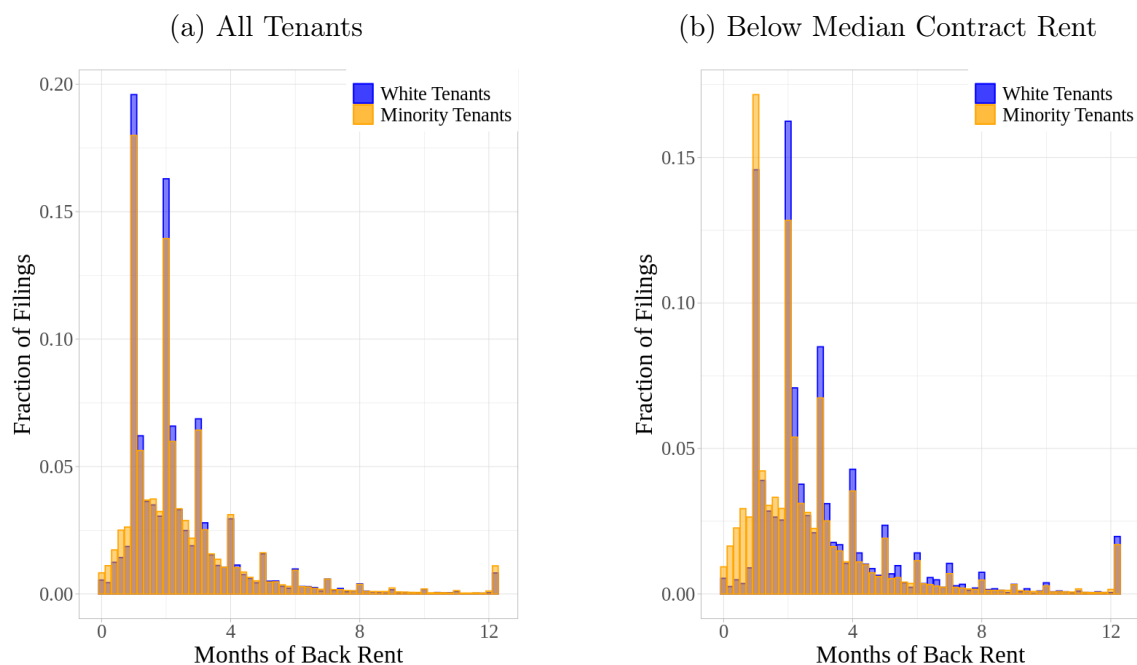 (a) All Tenants
White Tenants
Minority Tenants
0.20
0.15
0.10
0.05
0.00
Fraction of Filings
0
4
8
12
Months of Back Rent
(b) Below Median Contract Rent
White Tenants
Minority Tenants
0.15
0.10
0.05
0.00
Fraction of Filings
0
4
8
12
Months of Back Rent